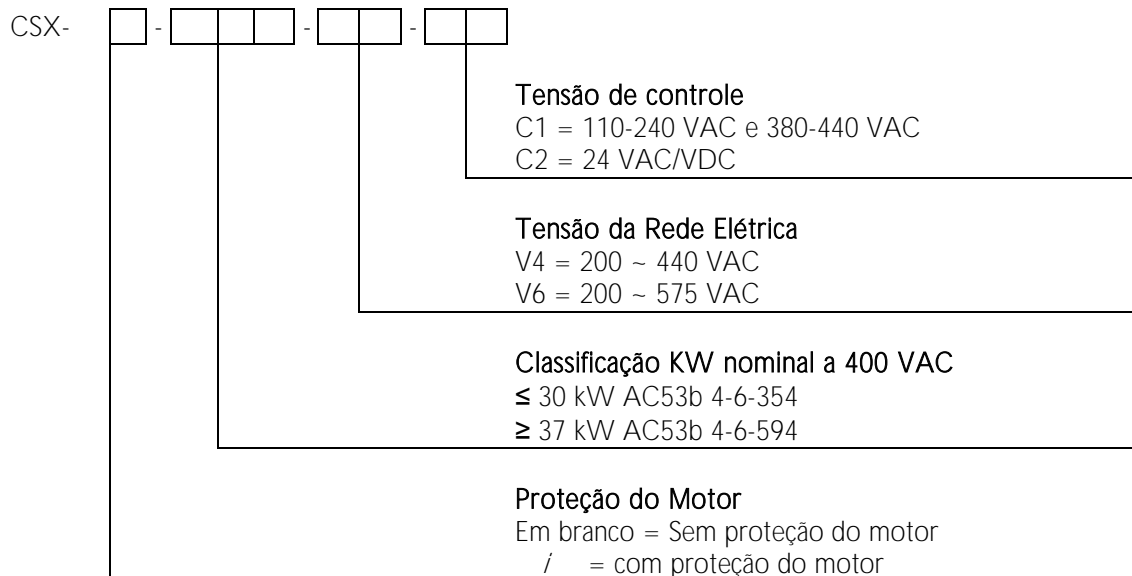 CSX- - - -
Tensão de controle
C1 = 110-240 VAC e 380-440 VAC
C2 = 24 VAC/VDC
Tensão da Rede Elétrica
V4 = 200 ~ 440 VAC
V6 = 200 ~ 575 VAC
Classificação KW nominal a 400 VAC
≤ 30 kW AC53b 4-6-354
≥ 37 kW AC53b 4-6-594
Proteção do Motor
Em branco = Sem proteção do motor
i = com proteção do motor